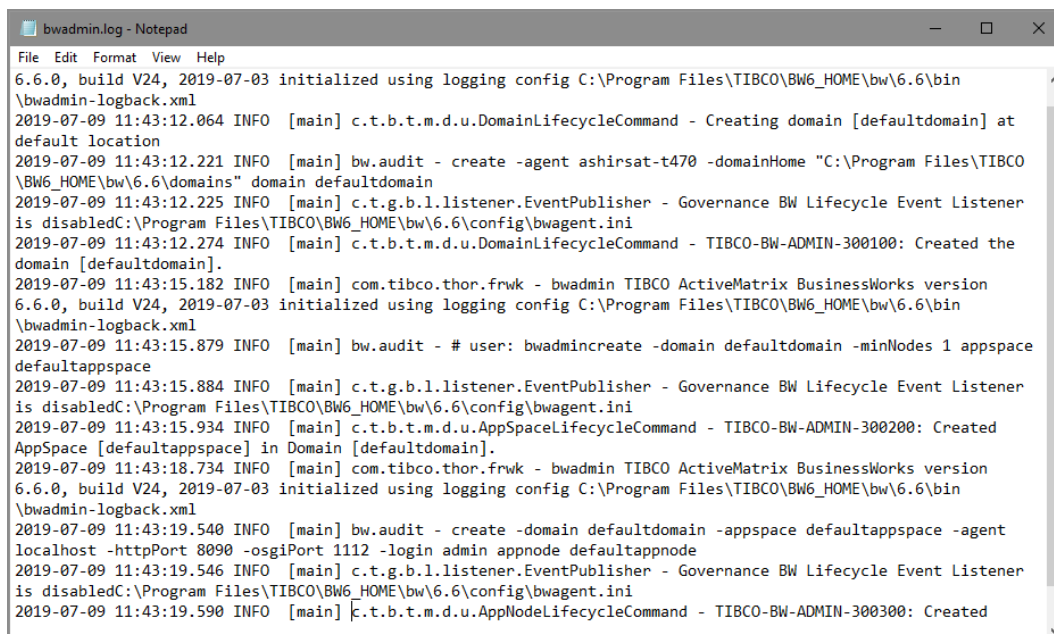 bwadmin.log - Notepad
File Edit Format View Help
6.6.0, build V24, 2019-07-03 initialized using logging config C:\Program Files\TIBCO\BW6_HOME\bw\6.6\bin
\bwadmin-logback.xml
2019-07-09 11:43:12.064 INFO  [main] c.t.b.t.m.d.u.DomainLifecycleCommand - Creating domain [defaultdomain] at
default location
2019-07-09 11:43:12.221 INFO  [main] bw.audit - create -agent ashirsat-t470 -domainHome "C:\Program Files\TIBCO
\BW6_HOME\bw\6.6\domains" domain defaultdomain
2019-07-09 11:43:12.225 INFO  [main] c.t.g.b.l.listener.EventPublisher - Governance BW Lifecycle Event Listener
is disabledC:\Program Files\TIBCO\BW6_HOME\bw\6.6\config\bwagent.ini
2019-07-09 11:43:12.274 INFO  [main] c.t.b.t.m.d.u.DomainLifecycleCommand - TIBCO-BW-ADMIN-300100: Created the
domain [defaultdomain].
2019-07-09 11:43:15.182 INFO  [main] com.tibco.thor.frwk - bwadmin TIBCO ActiveMatrix BusinessWorks version
6.6.0, build V24, 2019-07-03 initialized using logging config C:\Program Files\TIBCO\BW6_HOME\bw\6.6\bin
\bwadmin-logback.xml
2019-07-09 11:43:15.879 INFO  [main] bw.audit - # user: bwadmincreate -domain defaultdomain -minNodes 1 appspace
defaultappspace
2019-07-09 11:43:15.884 INFO  [main] c.t.g.b.l.listener.EventPublisher - Governance BW Lifecycle Event Listener
is disabledC:\Program Files\TIBCO\BW6_HOME\bw\6.6\config\bwagent.ini
2019-07-09 11:43:15.934 INFO  [main] c.t.b.t.m.d.u.AppSpaceLifecycleCommand - TIBCO-BW-ADMIN-300200: Created
AppSpace [defaultappspace] in Domain [defaultdomain].
2019-07-09 11:43:18.734 INFO  [main] com.tibco.thor.frwk - bwadmin TIBCO ActiveMatrix BusinessWorks version
6.6.0, build V24, 2019-07-03 initialized using logging config C:\Program Files\TIBCO\BW6_HOME\bw\6.6\bin
\bwadmin-logback.xml
2019-07-09 11:43:19.540 INFO  [main] bw.audit - create -domain defaultdomain -appspace defaultappspace -agent
localhost -httpPort 8090 -osgiPort 1112 -login admin appnode defaultappnode
2019-07-09 11:43:19.546 INFO  [main] c.t.g.b.l.listener.EventPublisher - Governance BW Lifecycle Event Listener
is disabledC:\Program Files\TIBCO\BW6_HOME\bw\6.6\config\bwagent.ini
2019-07-09 11:43:19.590 INFO  [main] c.t.b.t.m.d.u.AppNodeLifecycleCommand - TIBCO-BW-ADMIN-300300: Created